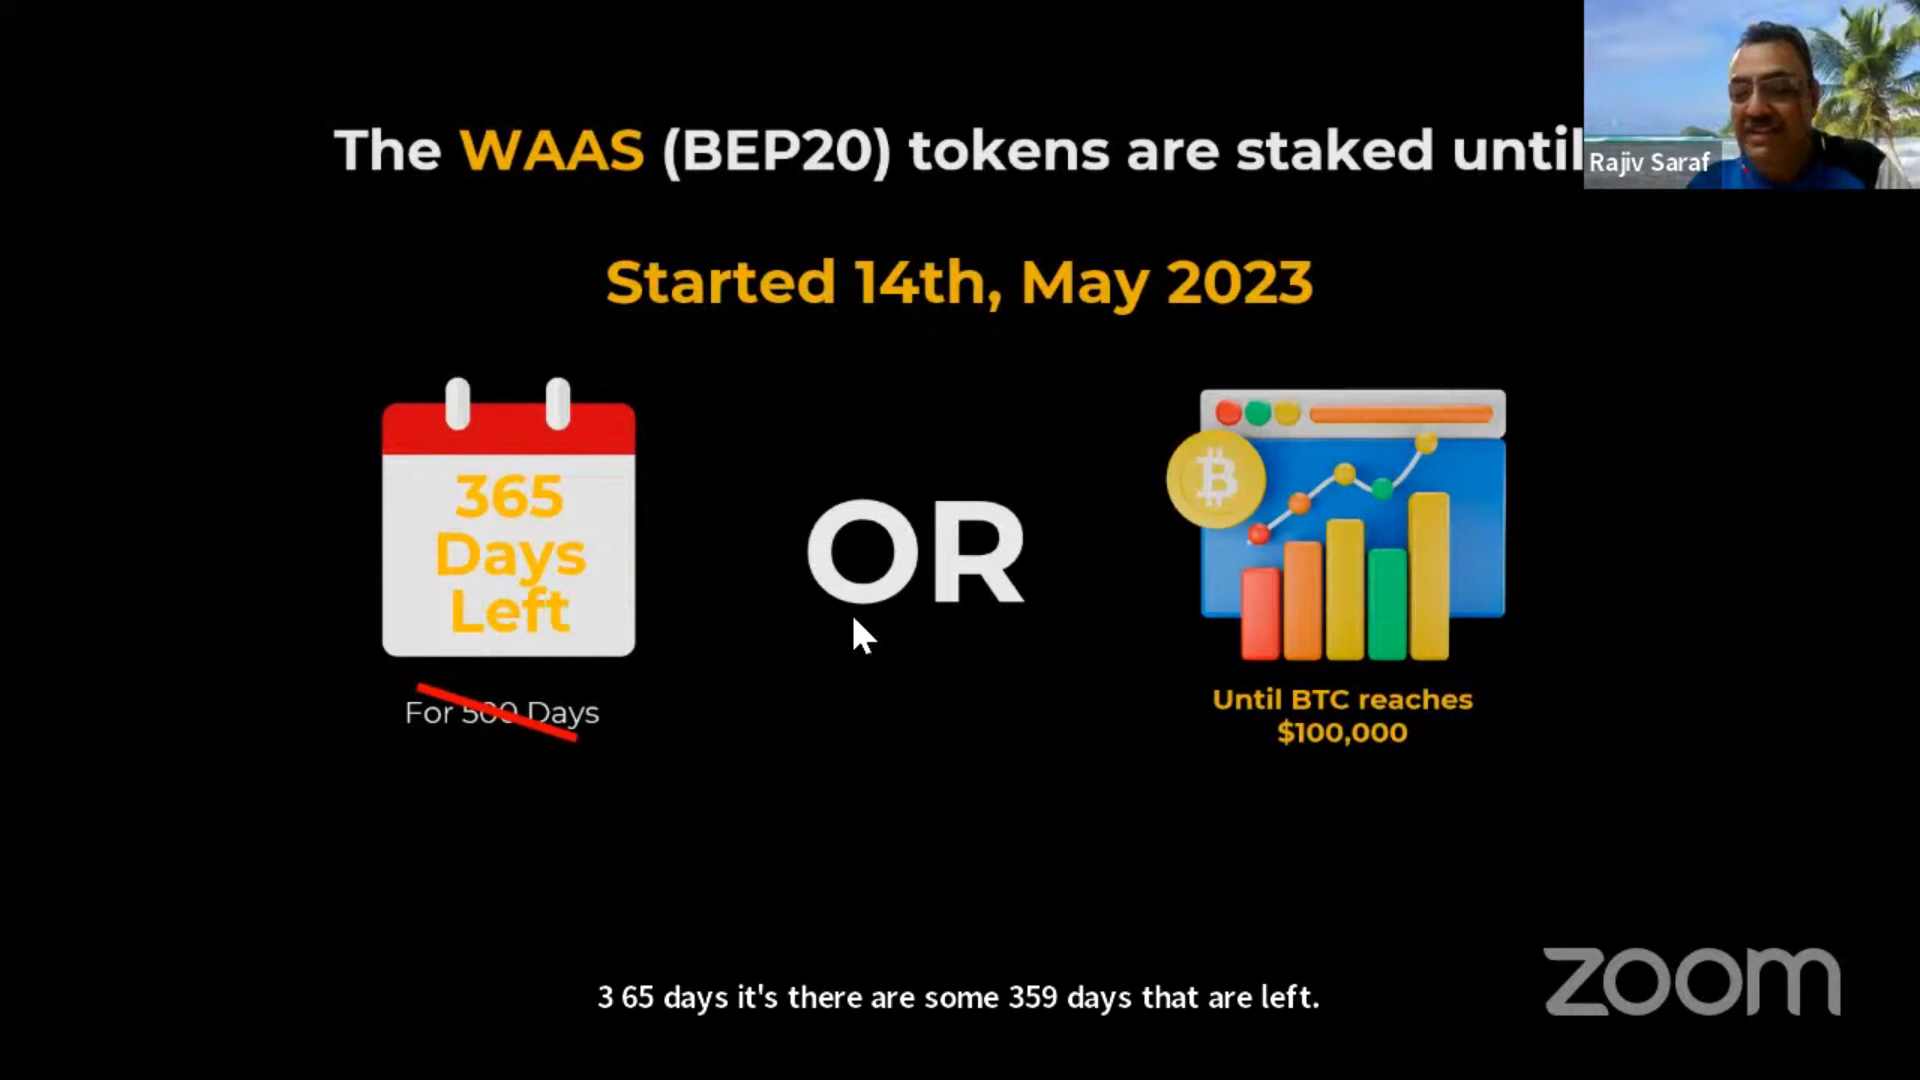 The WAAS (BEP20) tokens are staked until
Rajiv Saraf
Started 14th, May 2023
365
Days
Left
OR
For 500 Days
Until BTC reaches
$100,000
3 65 days it's there are some 359 days that are left.
zoom